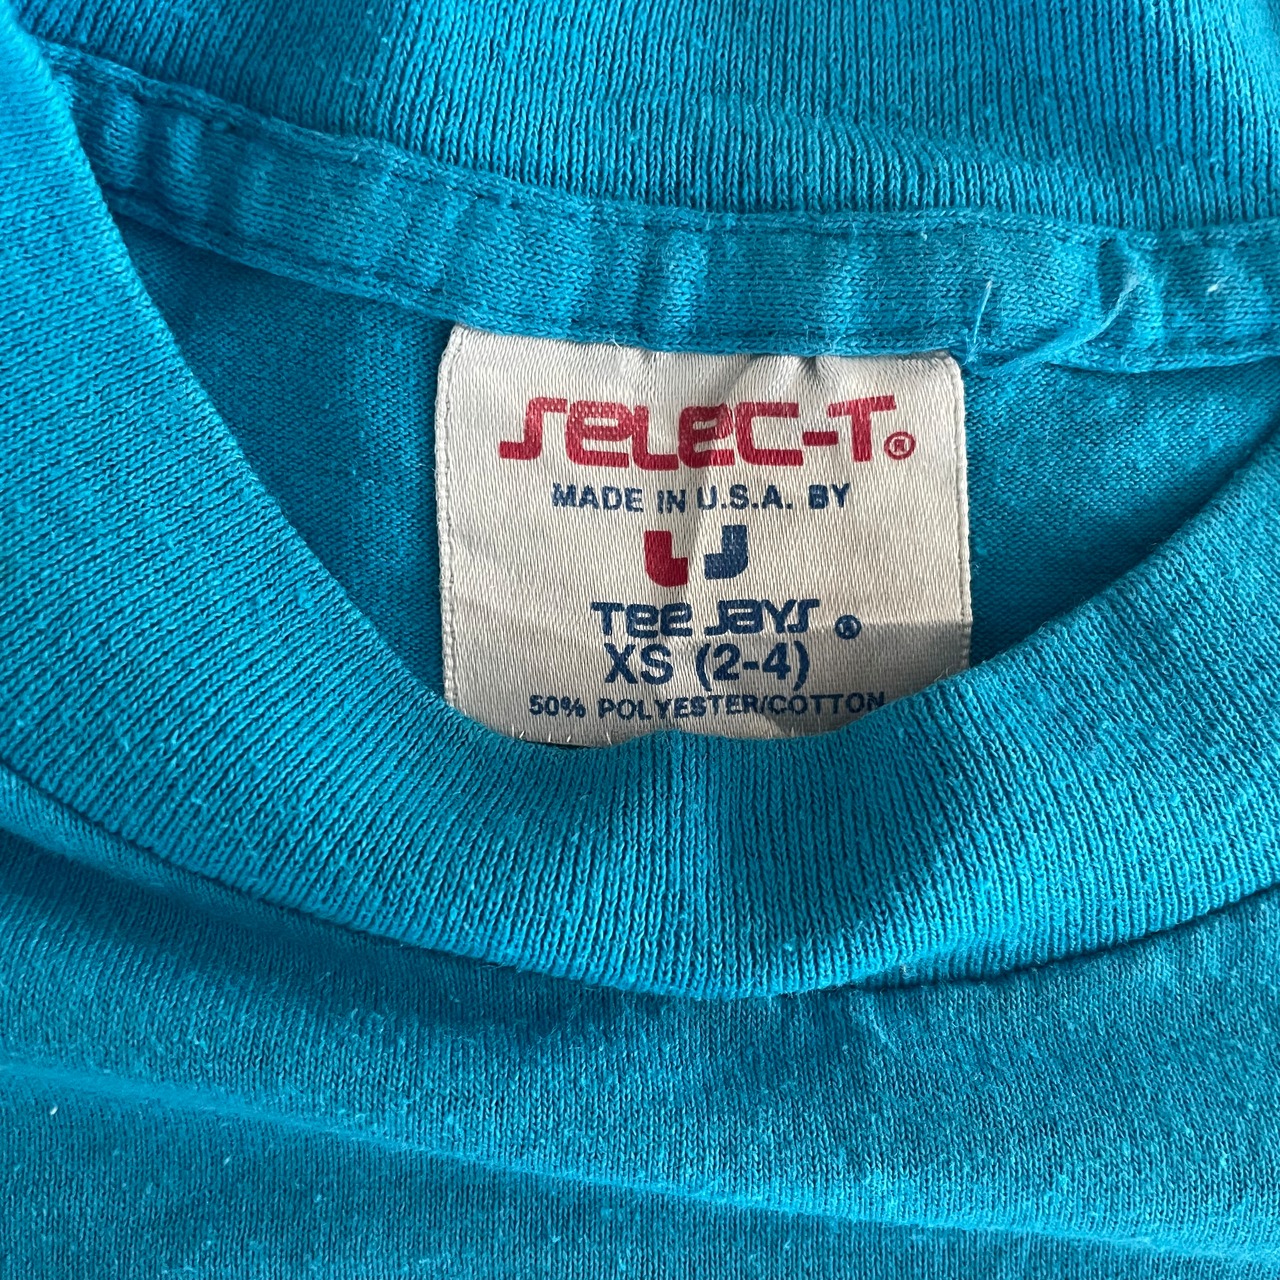 SELEC-T®
MADE IN U.S.A. BY
TEE JAYS ®
XS (2-4)
50% POLYESTER/COTTON